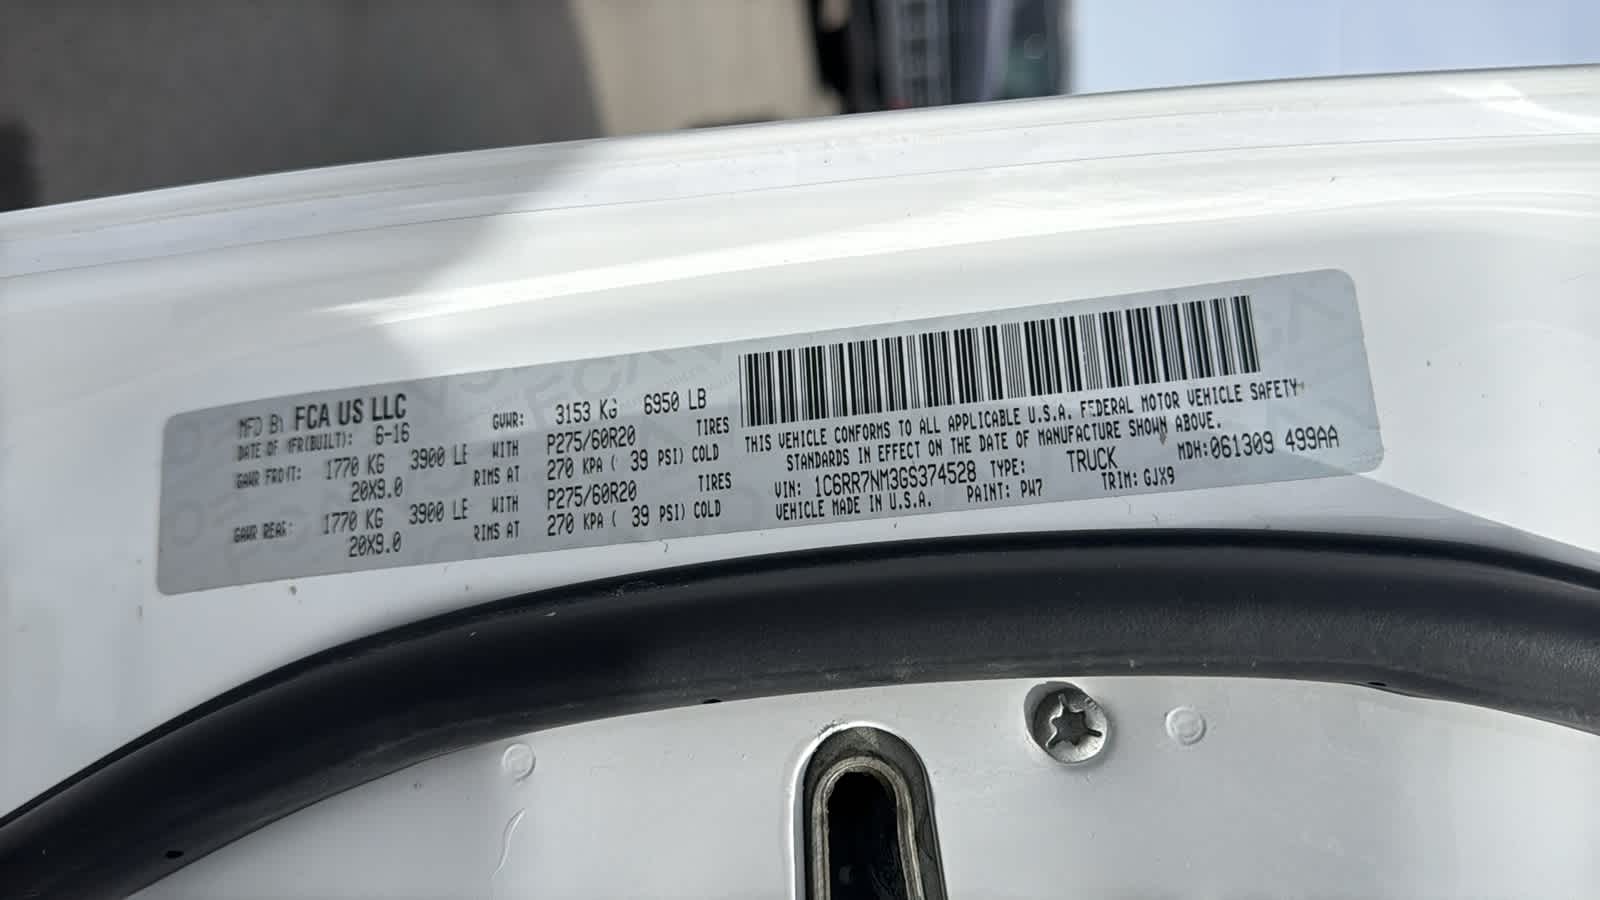 MFD BY FCA US LLC
DATE OF MFR(BUILT): 6-16 GVWR: 3153 KG 6950 LB
GAWR FRONT: 1770 KG 3900 LB WITH P275/60R20 TIRES
20X9.0 RIMS AT 270 KPA ( 39 PSI) COLD
GAWR REAR: 1770 KG 3900 LB WITH P275/60R20 TIRES
20X9.0 RIMS AT 270 KPA ( 39 PSI) COLD
THIS VEHICLE CONFORMS TO ALL APPLICABLE U.S.A. FEDERAL MOTOR VEHICLE SAFETY
STANDARDS IN EFFECT ON THE DATE OF MANUFACTURE SHOWN ABOVE.
VIN: 1C6RR7NM3GS374528 TYPE: TRUCK MDH:061309 499AA
VEHICLE MADE IN U.S.A. PAINT: PW7 TRIM: GJX9